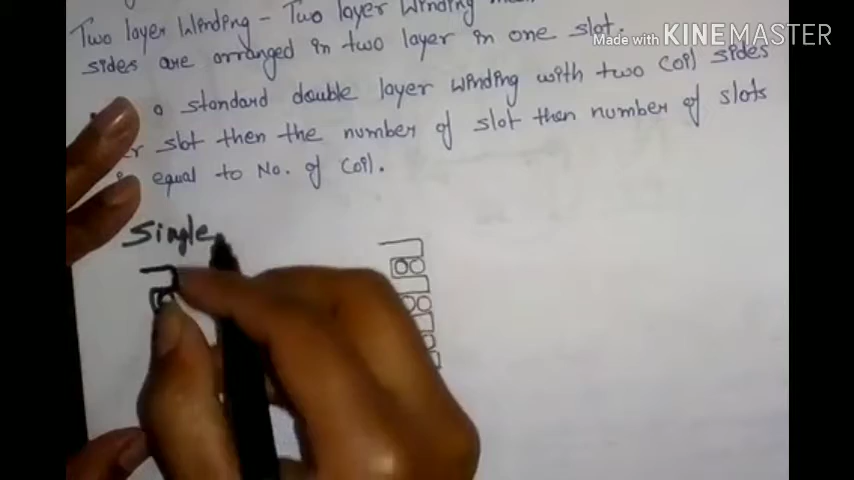 Two layer Winding - Two layer Winding
Made with KINEMASTER
sides are arranged in two layer in one slot.
a standard double layer winding with two Coil sides
slot then the number of slot then number of slots
equal to No. of Coil.
Single